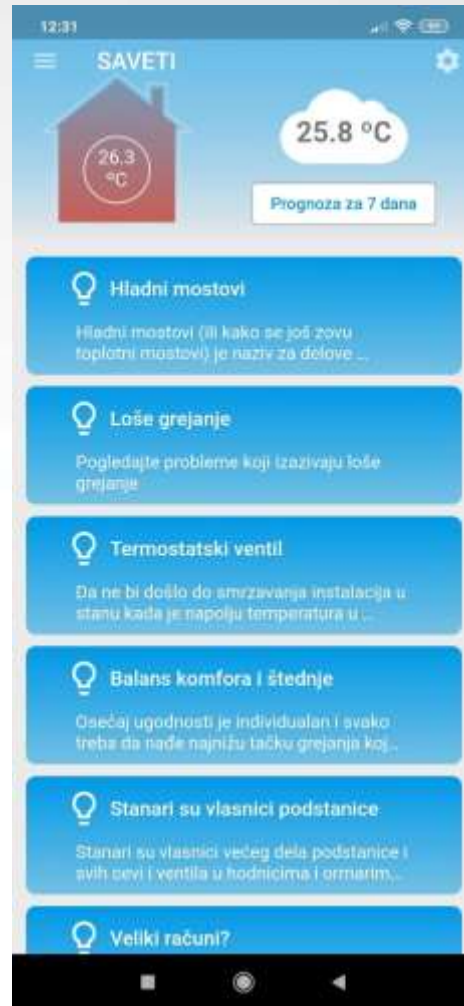 12:31
SAVETI
26.3
ºC
25.8 ºC
Prognoza za 7 dana
Hladni mostovi
Hladni mostovi (ili kako se još zovu
toplotni mostovi) je naziv za delove ...
Loše grejanje
Pogledajte probleme koji izazivaju loše
grejanje
Termostatski ventil
Da ne bi došlo do smrzavanja instalacija u
stanu kada je napolju temperatura u ...
Balans komfora i štednje
Osećaj ugodnosti je individualan i svako
treba da nađe najnižu tačku grejanja koj...
Stanari su vlasnici podstanice
Stanari su vlasnici većeg dela podstanice i
svih cevi i ventila u hodnicima i ormarim...
Veliki računi?